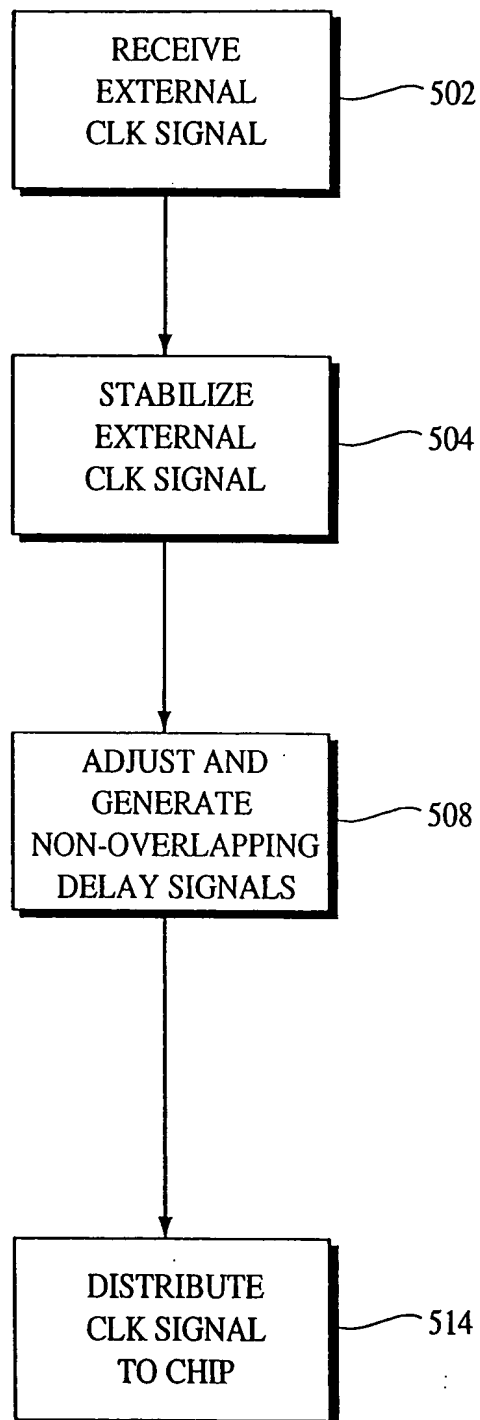 RECEIVE
EXTERNAL
CLK SIGNAL
502
STABILIZE
EXTERNAL
CLK SIGNAL
504
ADJUST AND
GENERATE
NON-OVERLAPPING
DELAY SIGNALS
508
DISTRIBUTE
CLK SIGNAL
TO CHIP
514